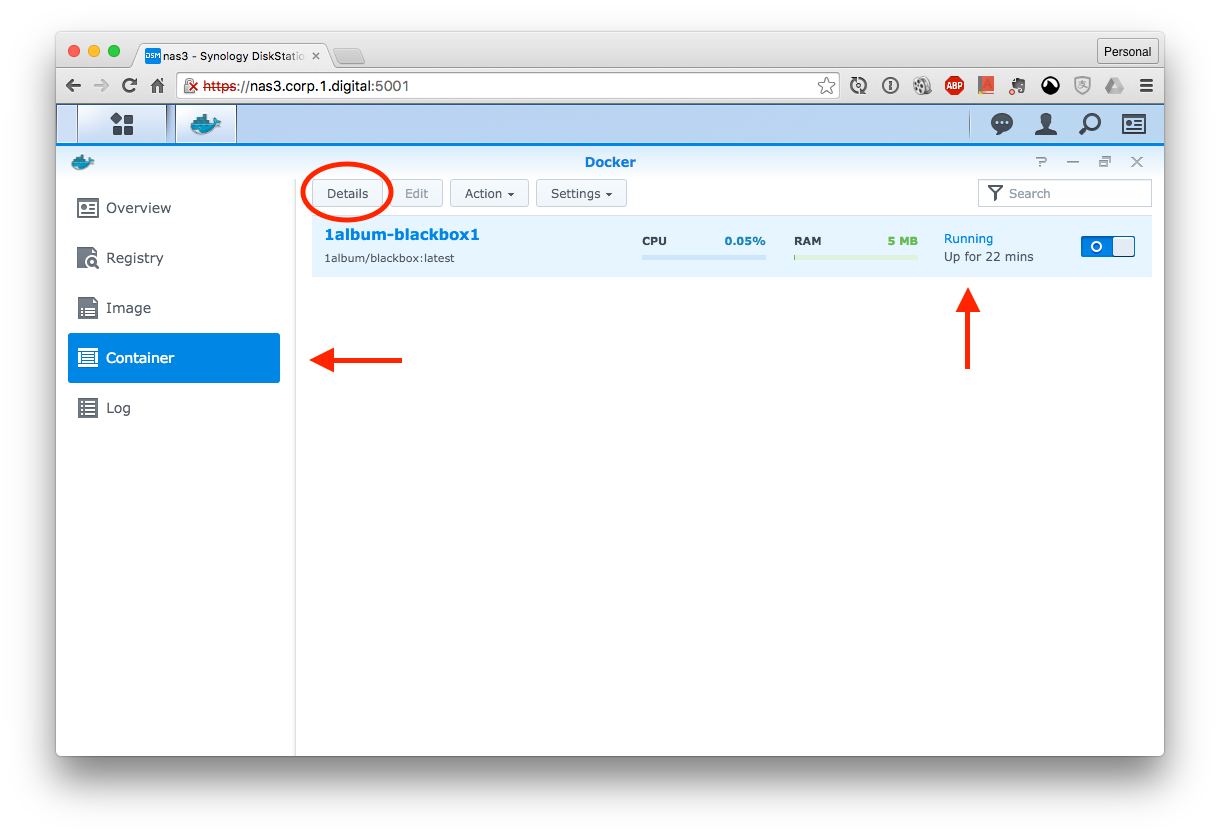 DSM nas3 - Synology DiskStatio
Personal
https://nas3.corp.1.digital:5001
ABP
Docker
Details Edit Action Settings Search
Overview
Registry
Image
Container
Log
1album-blackbox1
1album/blackbox:latest
CPU 0.05%
RAM 5 MB
Running
Up for 22 mins